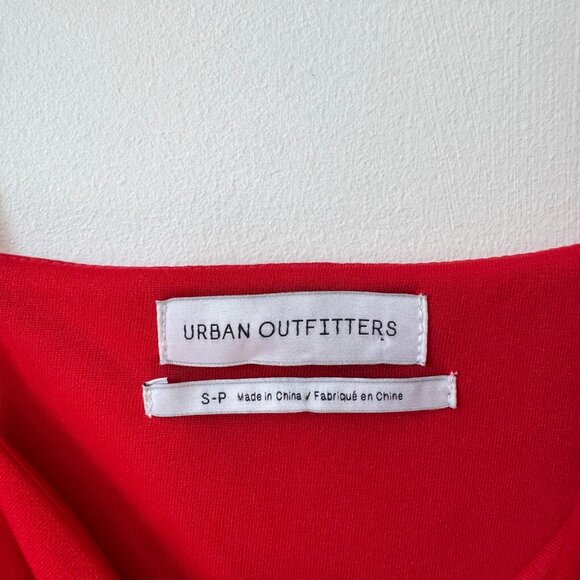 URBAN OUTFITTERS
S-P Made in China / Fabriqué en Chine